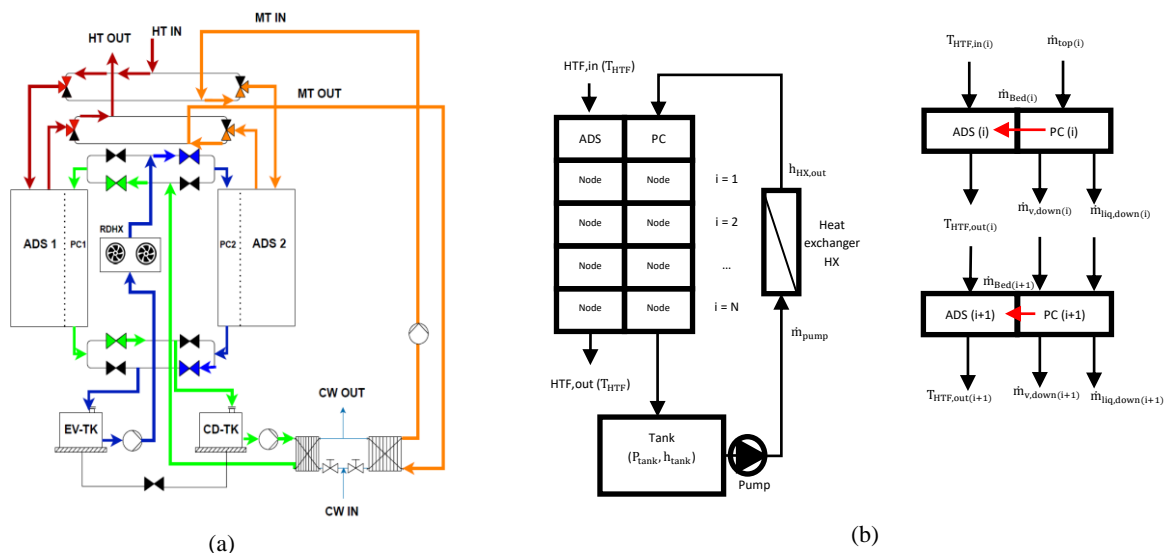 HT OUT
HT IN
MT IN
MT OUT
ADS 1
PC1
RDHX
PC2
ADS 2
EV-TK
CD-TK
CW OUT
CW IN
(a)
HTF,in (T_HTF)
ADS
PC
Node
Node
i = 1
Node
Node
i = 2
Node
Node
...
Node
Node
i = N
h_HX,out
Heat
exchanger
HX
ṁ_pump
HTF,out (T_HTF)
Tank
(P_tank, h_tank)
Pump
T_HTF,in(i)
ṁ_top(i)
ṁ_Bed(i)
ADS (i)
PC (i)
T_HTF,out(i)
ṁ_v,down(i)
ṁ_liq,down(i)
ṁ_Bed(i+1)
ADS (i+1)
PC (i+1)
T_HTF,out(i+1)
ṁ_v,down(i+1)
ṁ_liq,down(i+1)
(b)